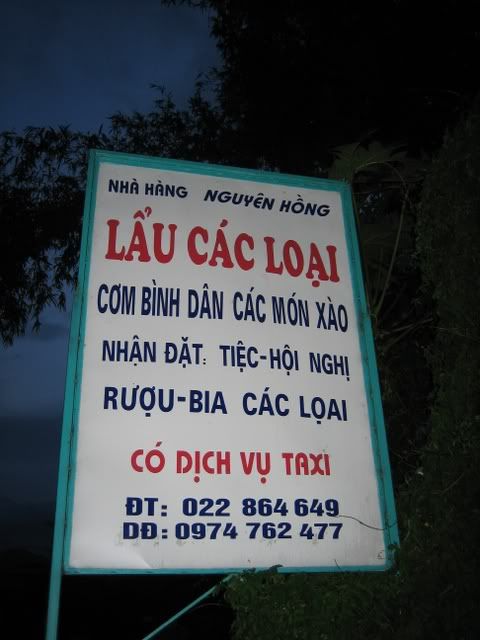 NHÀ HÀNG NGUYÊN HỒNG
LẨU CÁC LOẠI
CƠM BÌNH DÂN CÁC MÓN XÀO
NHẬN ĐẶT: TIỆC-HỘI NGHỊ
RƯỢU-BIA CÁC LOẠI
CÓ DỊCH VỤ TAXI
ĐT: 022 864 649
DĐ: 0974 762 477